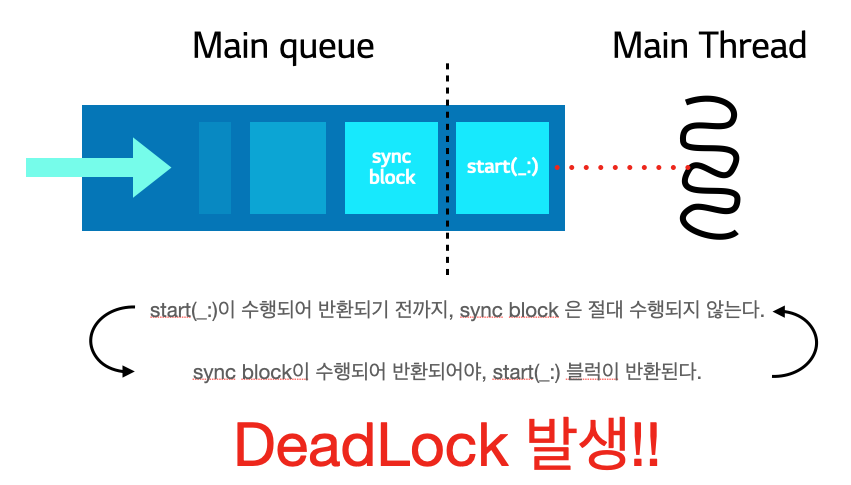 Main queue
Main Thread
sync
block
start(_:)
start(_:)이 수행되어 반환되기 전까지, sync block 은 절대 수행되지 않는다.
sync block이 수행되어 반환되어야, start(_:) 블럭이 반환된다.
DeadLock 발생!!